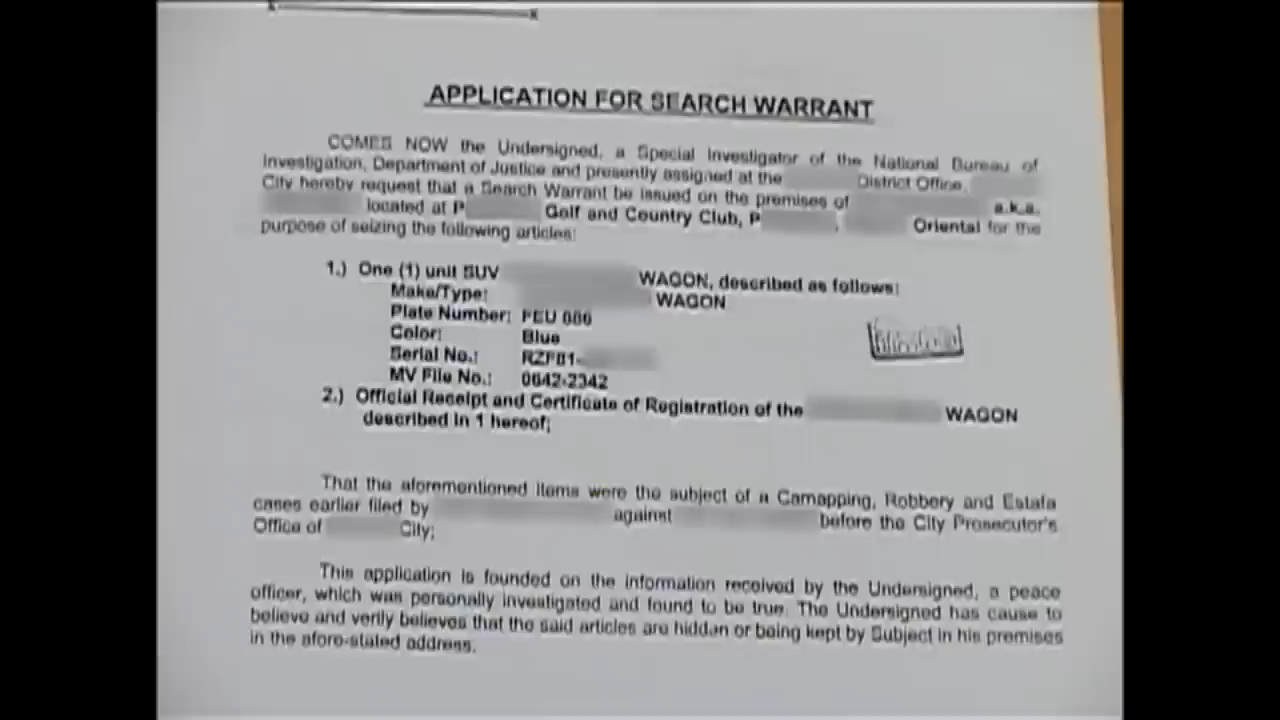 APPLICATION FOR SEARCH WARRANT
COMES NOW the Undersigned, a Special Investigator of the National Bureau of
Investigation, Department of Justice and presently assigned at the District Office,
City hereby request that a Search Warrant be issued on the premises of a.k.a.
located at P Golf and Country Club, P , Oriental for the
purpose of seizing the following articles:
1.) One (1) unit SUV WAGON, described as follows:
Make/Type: WAGON
Plate Number:
Color: Blue
Serial No.:
MV File No.: 0642-2342
2.) Official Receipt and Certificate of Registration of the WAGON
described in 1 hereof;
That the aforementioned items were the subject of a Carnapping, Robbery and Estafa
cases earlier filed by against before the City Prosecutor's
Office of City;
This application is founded on the information received by the Undersigned, a peace
officer, which was personally investigated and found to be true. The Undersigned has cause to
believe and verily believes that the said articles are hidden or being kept by Subject in his premises
in the afore-stated address.